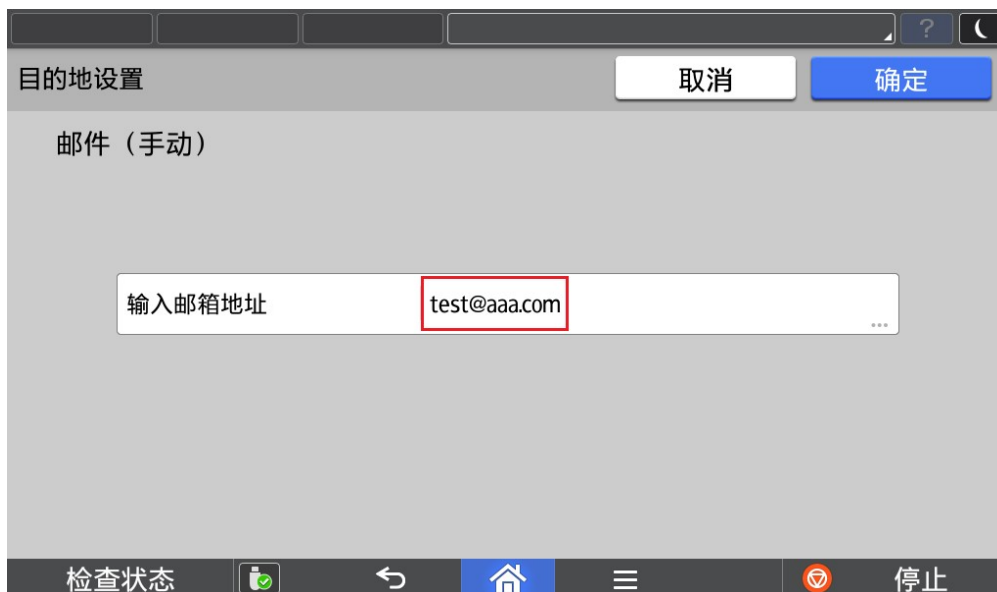 ?
目的地设置 取消 确定
邮件（手动）
输入邮箱地址 test@aaa.com ...
检查状态 停止